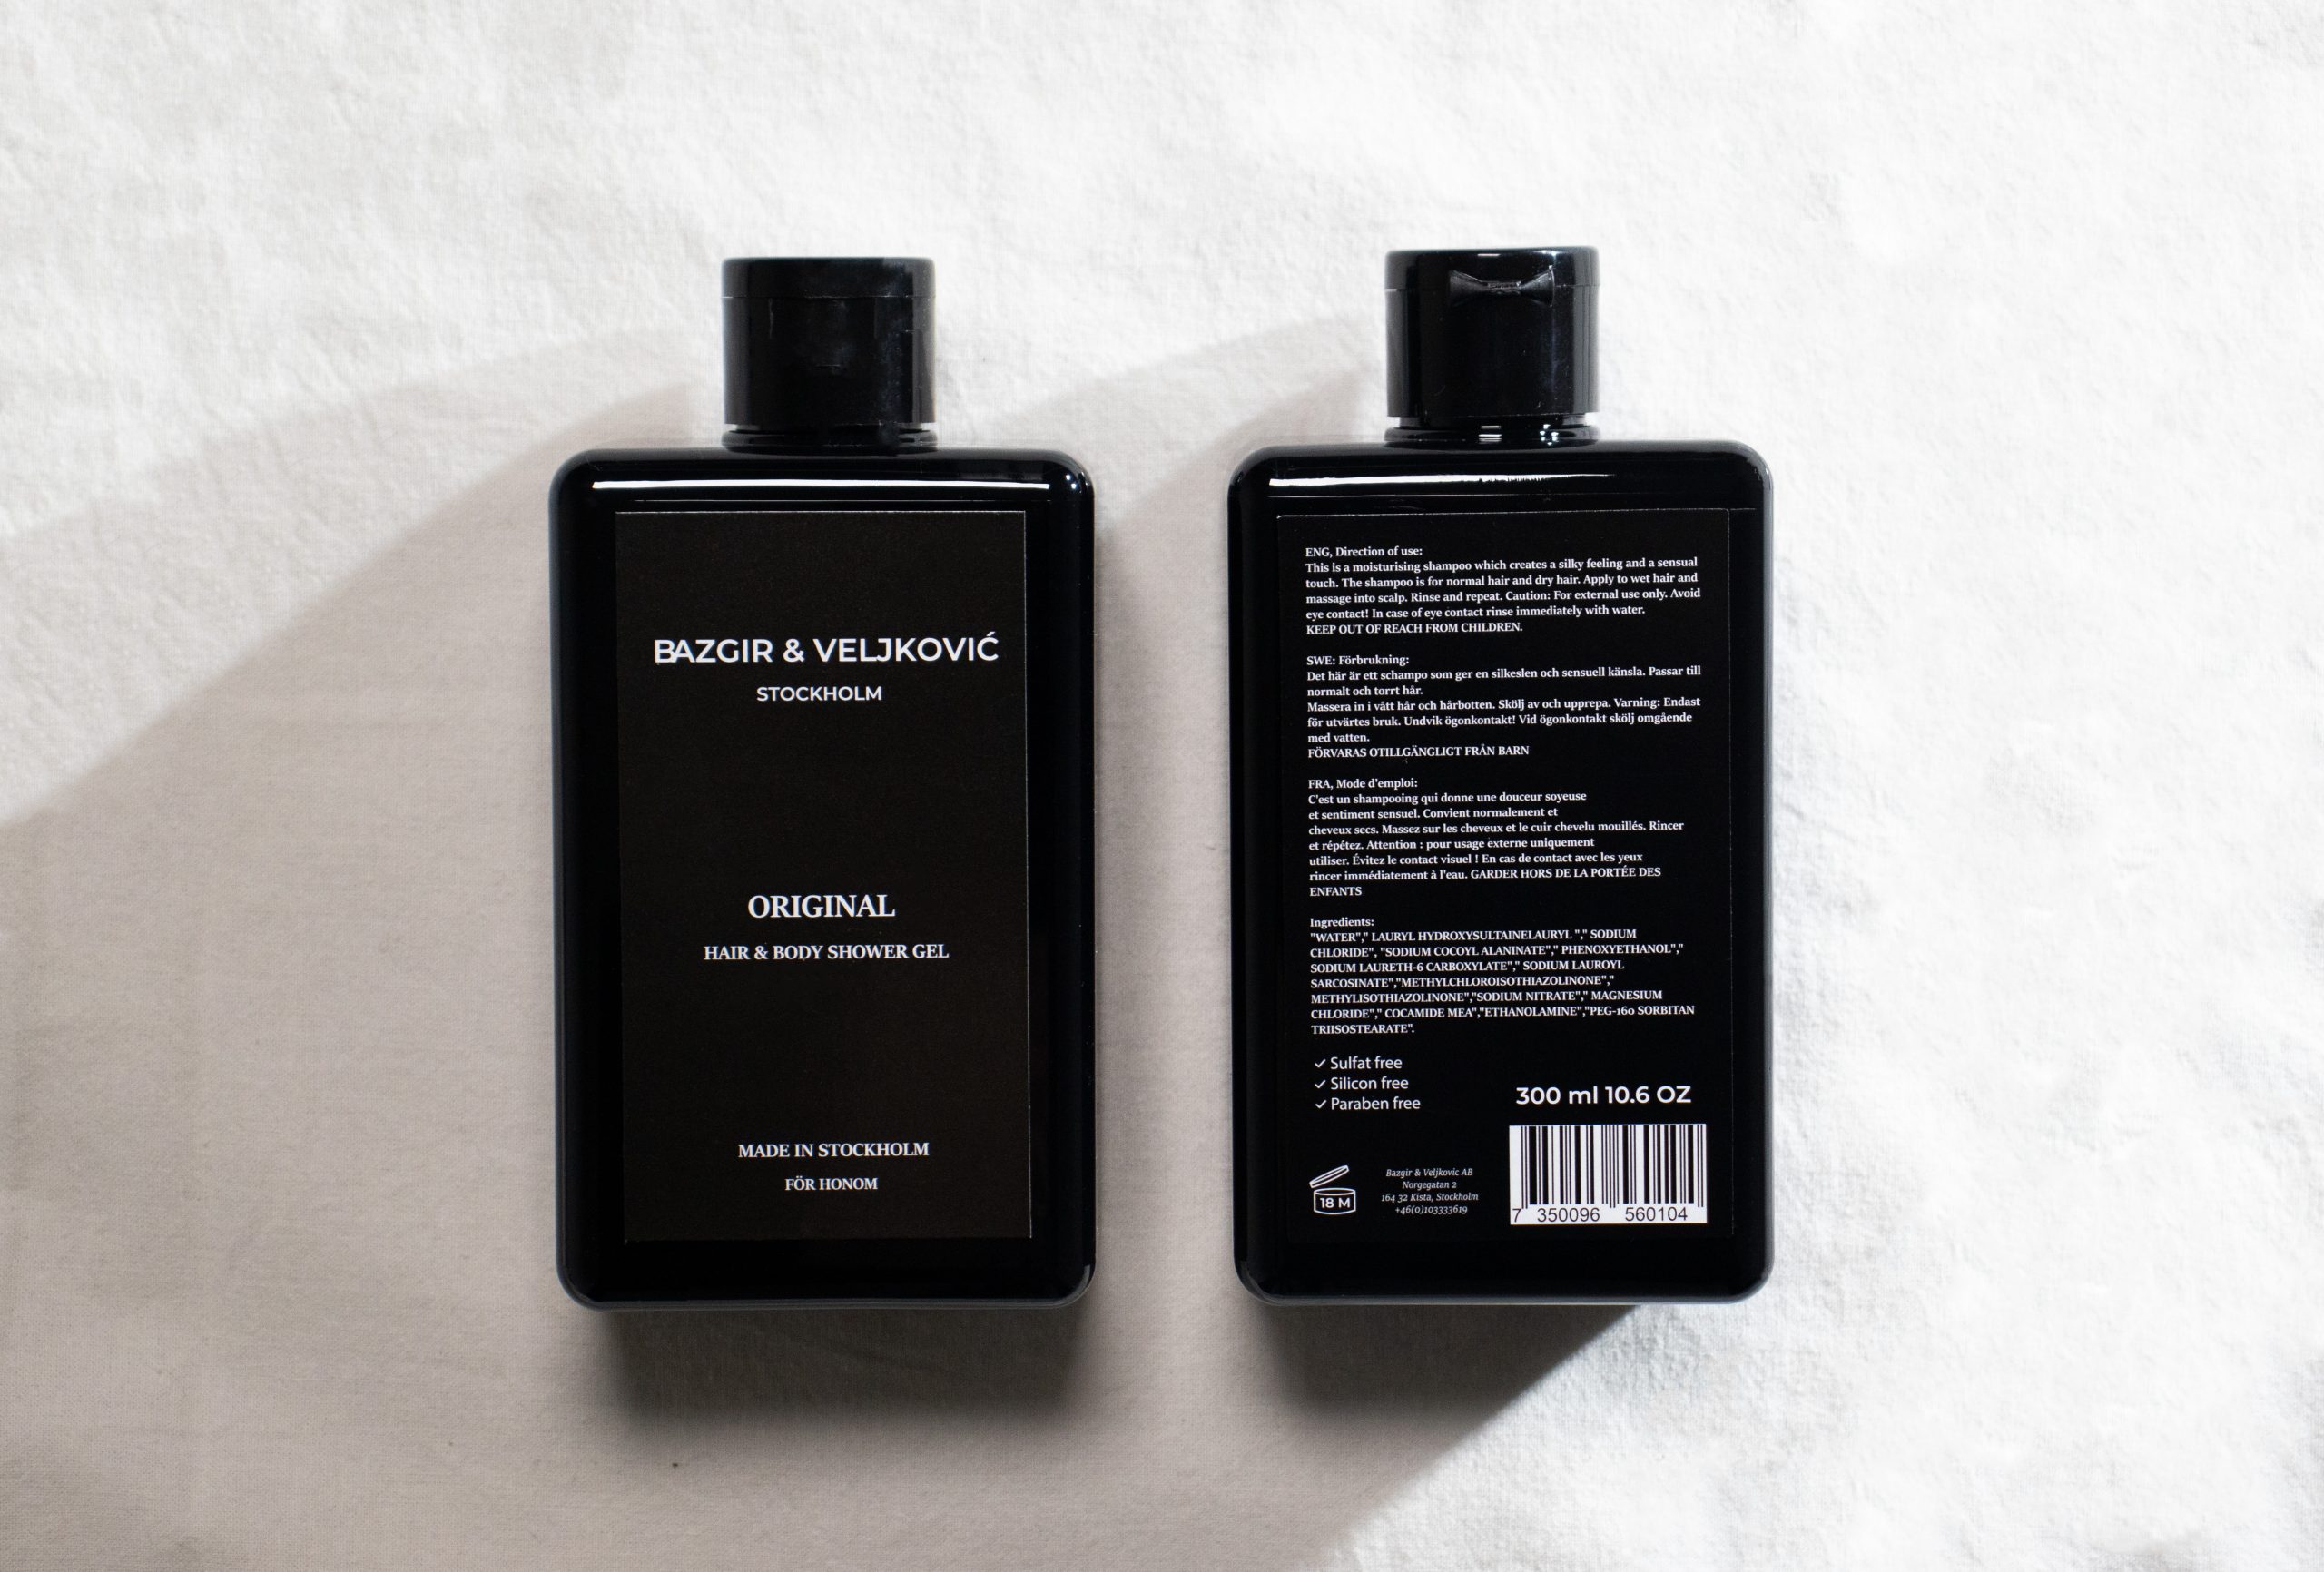 BAZGIR & VELJKOVIĆ
STOCKHOLM
ORIGINAL
HAIR & BODY SHOWER GEL
MADE IN STOCKHOLM
FÖR HONOM
ENG, Direction of use:
This is a moisturising shampoo which creates a silky feeling and a sensual
touch. The shampoo is for normal hair and dry hair. Apply to wet hair and
massage into scalp. Rinse and repeat. Caution: For external use only. Avoid
eye contact! In case of eye contact rinse immediately with water.
KEEP OUT OF REACH FROM CHILDREN.
SWE: Förbrukning:
Det här är ett schampo som ger en silkeslen och sensuell känsla. Passar till
normalt och torrt hår.
Massera in i vått hår och hårbotten. Skölj av och upprepa. Varning: Endast
för utvärtes bruk. Undvik ögonkontakt! Vid ögonkontakt skölj omgående
med vatten.
FÖRVARAS OTILLGÄNGLIGT FRÅN BARN
FRA, Mode d'emploi:
C'est un shampooing qui donne une douceur soyeuse
et sentiment sensuel. Convient normalement et
cheveux secs. Massez sur les cheveux et le cuir chevelu mouillés. Rincer
et répétez. Attention : pour usage externe uniquement
utiliser. Évitez le contact visuel ! En cas de contact avec les yeux
rincer immédiatement à l'eau. GARDER HORS DE LA PORTÉE DES
ENFANTS
Ingredients:
"WATER"," LAURYL HYDROXYSULTAINELAURYL "," SODIUM
CHLORIDE", "SODIUM COCOYL ALANINATE"," PHENOXYETHANOL","
SODIUM LAURETH-6 CARBOXYLATE"," SODIUM LAUROYL
SARCOSINATE","METHYLCHLOROISOTHIAZOLINONE","
METHYLISOTHIAZOLINONE","SODIUM NITRATE"," MAGNESIUM
CHLORIDE"," COCAMIDE MEA","ETHANOLAMINE","PEG-160 SORBITAN
TRIISOSTEARATE".
✓ Sulfat free
✓ Silicon free
✓ Paraben free
300 ml 10.6 OZ
18 M
Bazgir & Veljkovic AB
Norgegatan 2
164 32 Kista, Stockholm
+46(0)103333619
7 350096 560104